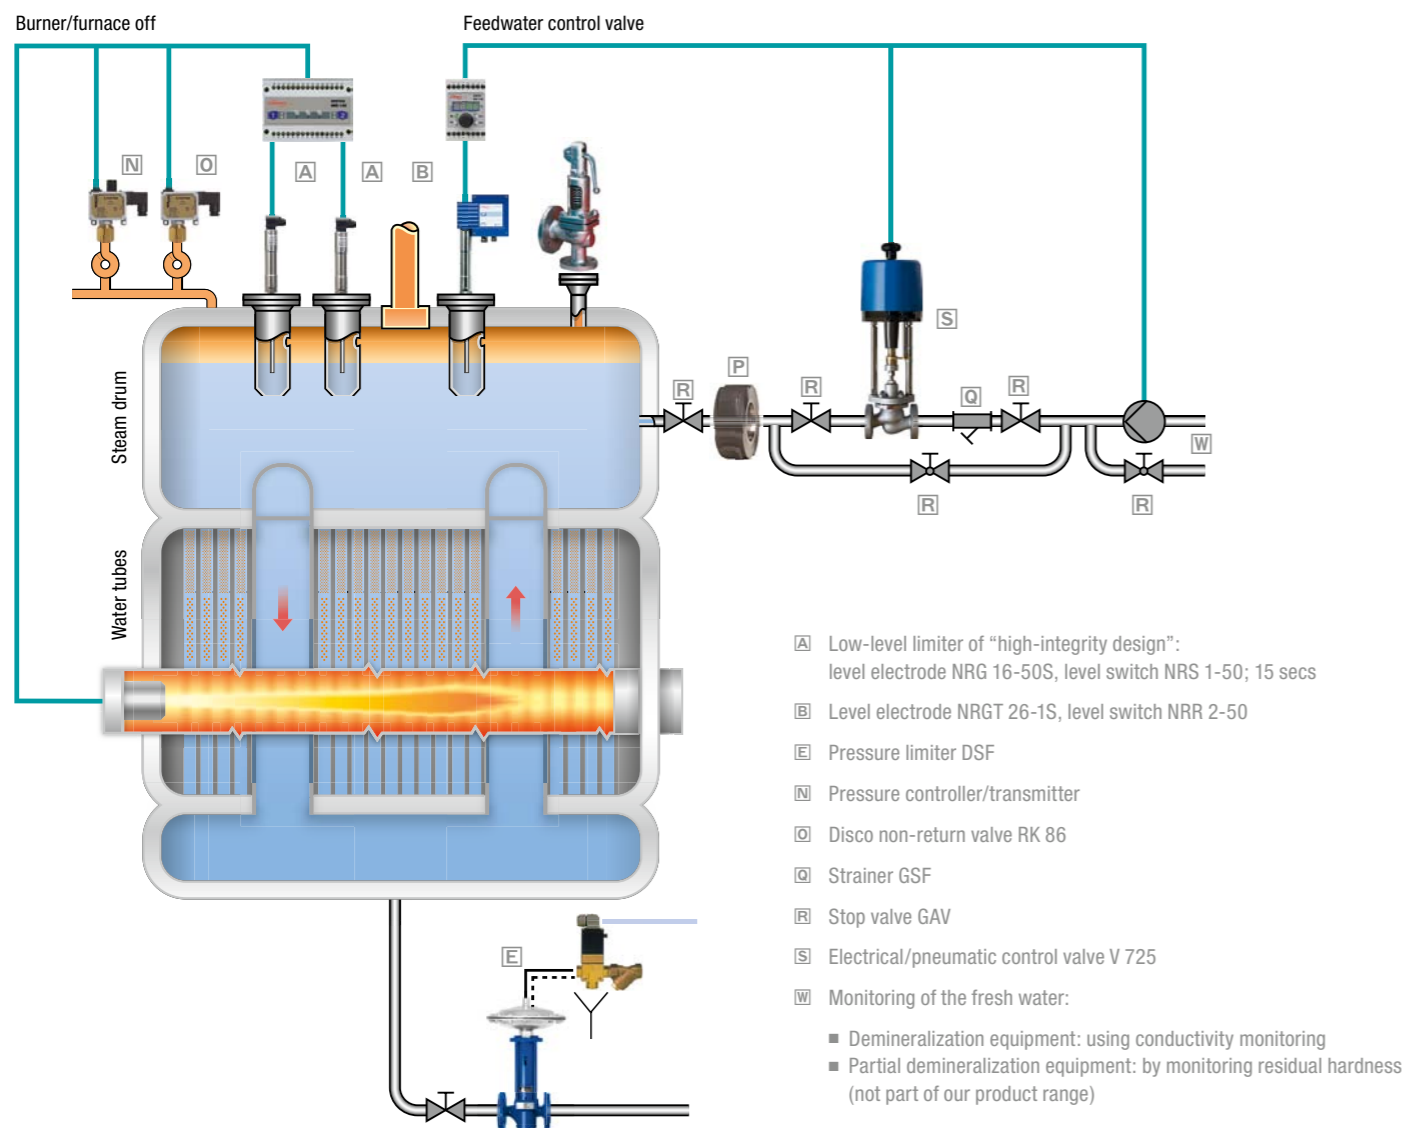 Burner/furnace off
Feedwater control valve
N
O
A
A
B
S
P
R
R
Q
R
W
R
R
Steam drum
Water tubes
E
A Low-level limiter of “high-integrity design”:
level electrode NRG 16-50S, level switch NRS 1-50; 15 secs
B Level electrode NRGT 26-1S, level switch NRR 2-50
E Pressure limiter DSF
N Pressure controller/transmitter
O Disco non-return valve RK 86
Q Strainer GSF
R Stop valve GAV
S Electrical/pneumatic control valve V 725
W Monitoring of the fresh water:
■ Demineralization equipment: using conductivity monitoring
■ Partial demineralization equipment: by monitoring residual hardness
(not part of our product range)